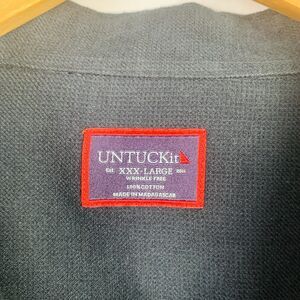 UNTUCKit
Est. XXX-LARGE 2011
WRINKLE FREE
100% COTTON
MADE IN MADAGASCAR